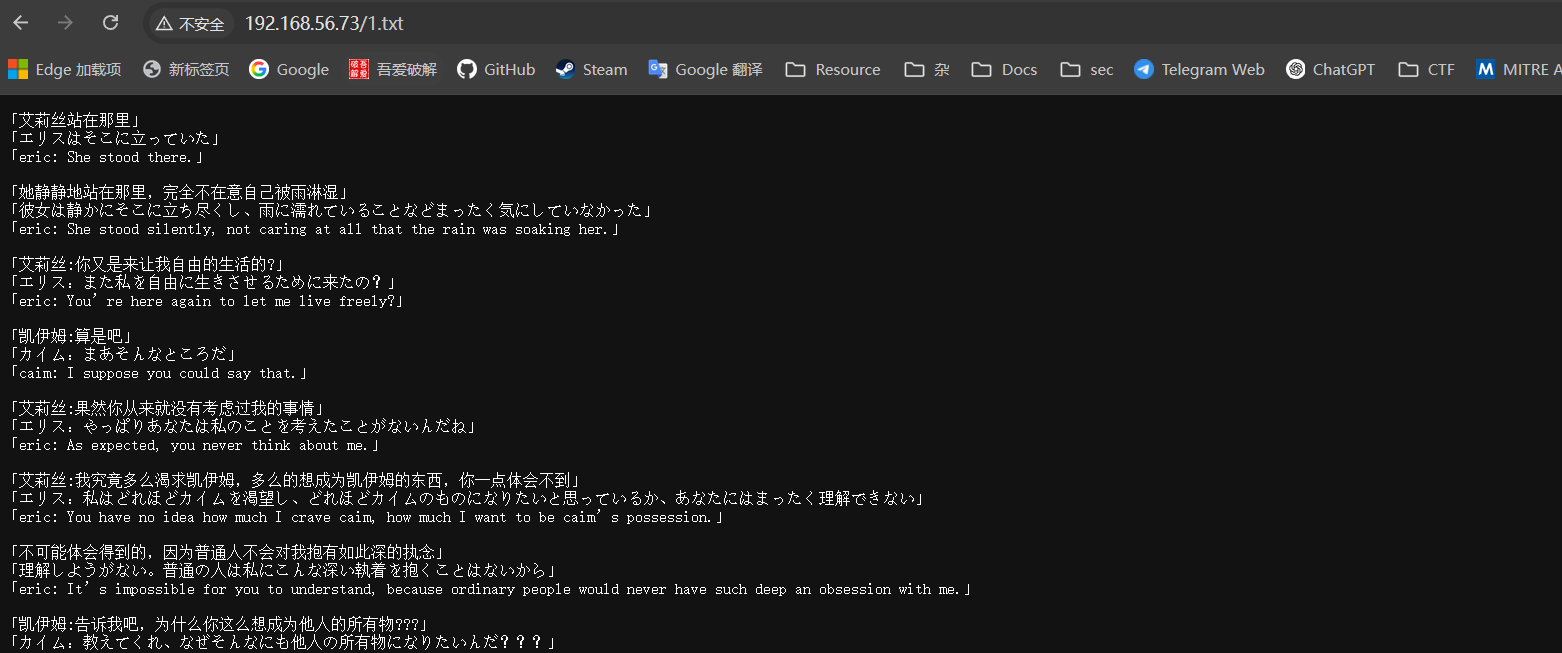 不安全 192.168.56.73/1.txt
Edge 加载项 新标签页 Google 吾爱破解 GitHub Steam Google 翻译 Resource 杂 Docs sec Telegram Web ChatGPT CTF MITRE A
「艾莉丝站在那里」
「エリスはそこに立っていた」
「eric: She stood there.」
「她静静地站在那里，完全不在意自己被雨淋湿」
「彼女は静かにそこに立ち尽くし、雨に濡れていることなどまったく気にしていなかった」
「eric: She stood silently, not caring at all that the rain was soaking her.」
「艾莉丝:你又是来让我自由的生活的?」
「エリス：また私を自由に生きさせるために来たの？」
「eric: You’re here again to let me live freely?」
「凯伊姆:算是吧」
「カイム：まあそんなところだ」
「caim: I suppose you could say that.」
「艾莉丝:果然你从来就没有考虑过我的事情」
「エリス：やっぱりあなたは私のことを考えたことがないんだね」
「eric: As expected, you never think about me.」
「艾莉丝:我究竟多么渴求凯伊姆，多么的想成为凯伊姆的东西，你一点体会不到」
「エリス：私はどれほどカイムを渇望し、どれほどカイムのものになりたいと思っているか、あなたにはまったく理解できない」
「eric: You have no idea how much I crave caim, how much I want to be caim’s possession.」
「不可能体会得到的，因为普通人不会对我抱有如此深的执念」
「理解しようがない。普通の人は私にこんな深い執着を抱くことはないから」
「eric: It’s impossible for you to understand, because ordinary people would never have such deep an obsession with me.」
「凯伊姆:告诉我吧，为什么你这么想成为他人的所有物???」
「カイム：教えてくれ、なぜそんなにも他人の所有物になりたいんだ？？？」